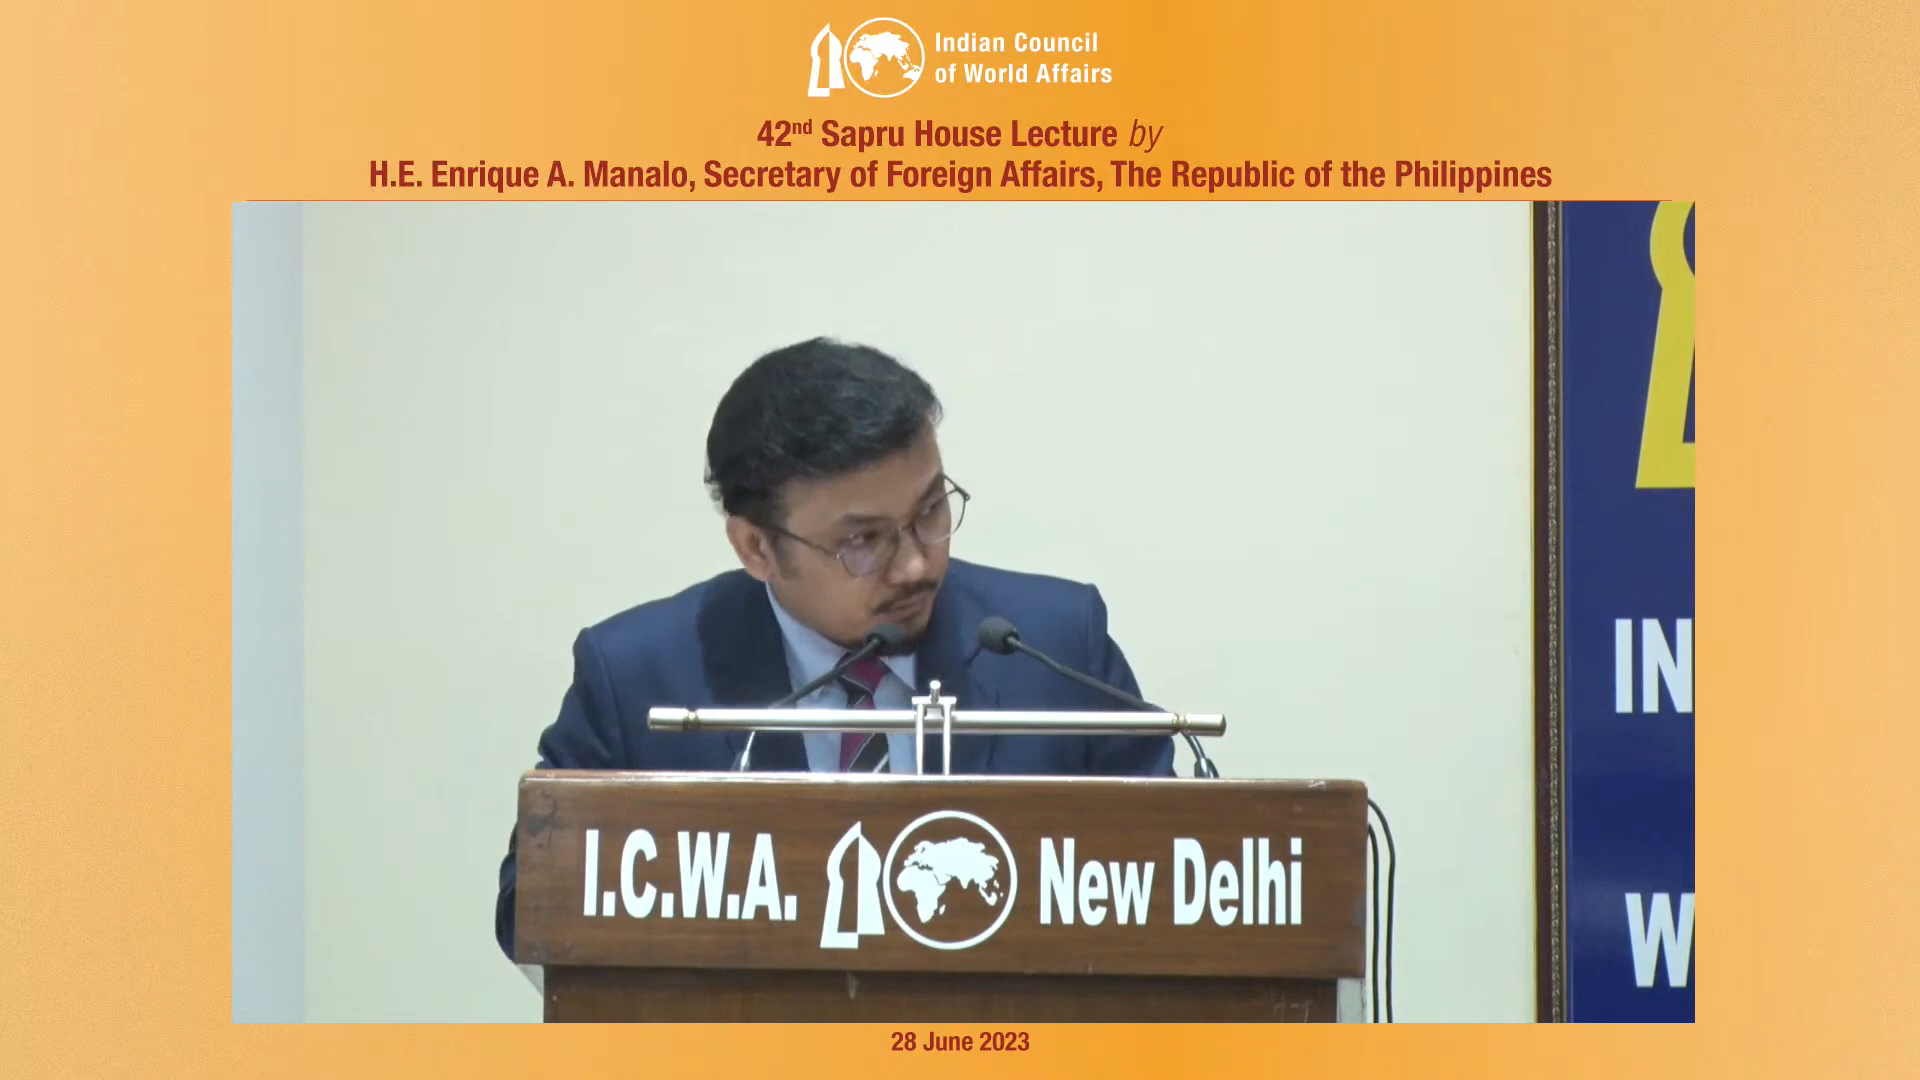 Indian Council
of World Affairs
42nd Sapru House Lecture by
H.E. Enrique A. Manalo, Secretary of Foreign Affairs, The Republic of the Philippines
IN
W
I.C.W.A. New Delhi
28 June 2023